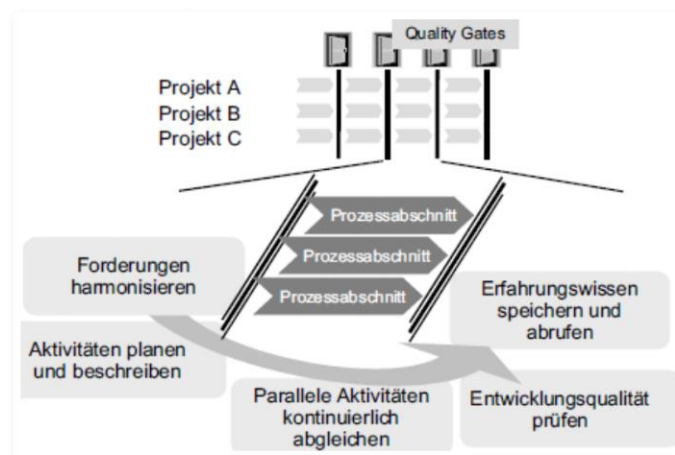 Quality Gates
Projekt A
Projekt B
Projekt C
Prozessabschnitt
Prozessabschnitt
Prozessabschnitt
Forderungen
harmonisieren
Aktivitäten planen
und beschreiben
Parallele Aktivitäten
kontinuierlich
abgleichen
Erfahrungswissen
speichern und
abrufen
Entwicklungsqualität
prüfen